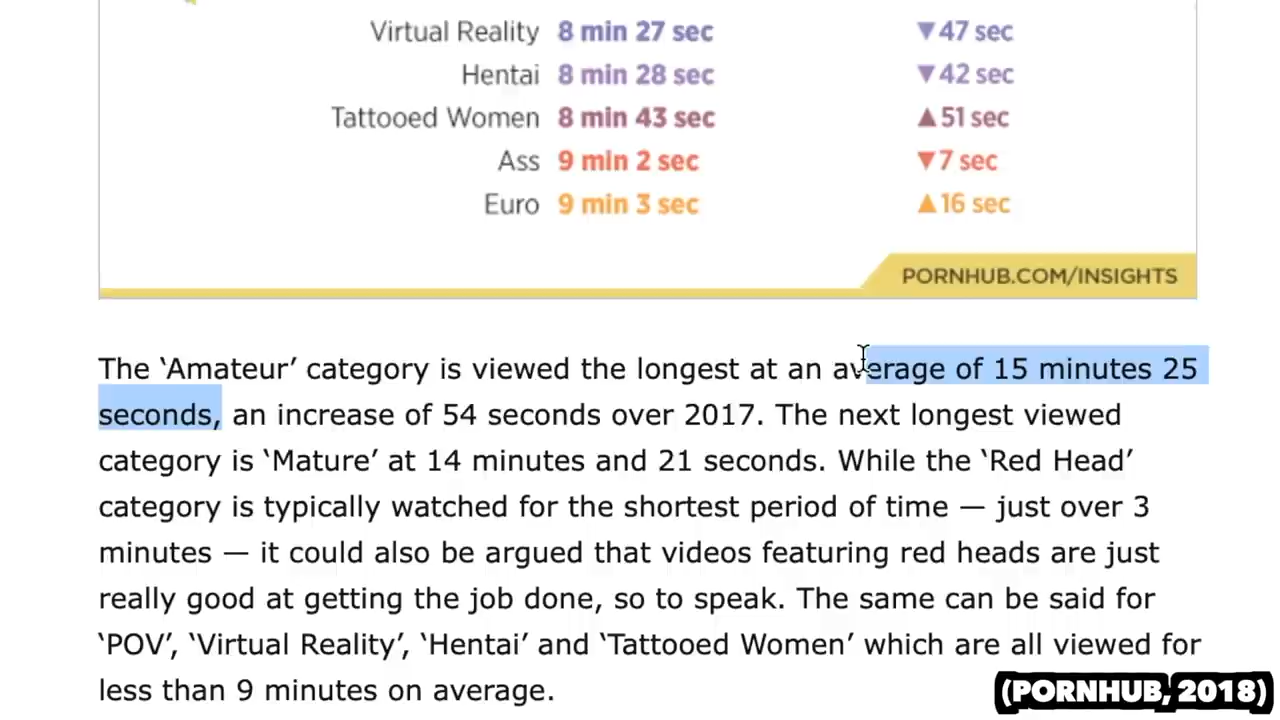 Virtual Reality 8 min 27 sec ▼47 sec
Hentai 8 min 28 sec ▼42 sec
Tattooed Women 8 min 43 sec ▲51 sec
Ass 9 min 2 sec ▼7 sec
Euro 9 min 3 sec ▲16 sec
PORNHUB.COM/INSIGHTS
The ‘Amateur’ category is viewed the longest at an average of 15 minutes 25
seconds, an increase of 54 seconds over 2017. The next longest viewed
category is ‘Mature’ at 14 minutes and 21 seconds. While the ‘Red Head’
category is typically watched for the shortest period of time — just over 3
minutes — it could also be argued that videos featuring red heads are just
really good at getting the job done, so to speak. The same can be said for
‘POV’, ‘Virtual Reality’, ‘Hentai’ and ‘Tattooed Women’ which are all viewed for
less than 9 minutes on average.
(PORNHUB, 2018)